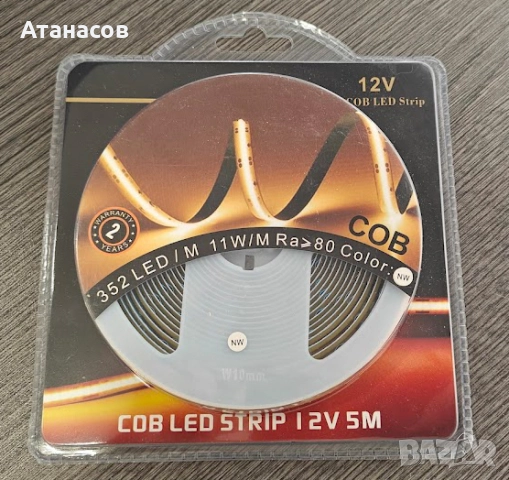 Атанасов
12V
COB LED Strip
WARRANTY
2
YEARS
COB
352 LED / M 11W/M Ra≥80 Color:
NW
NW
W10mm
COB LED STRIP 12V 5M
BAZAR